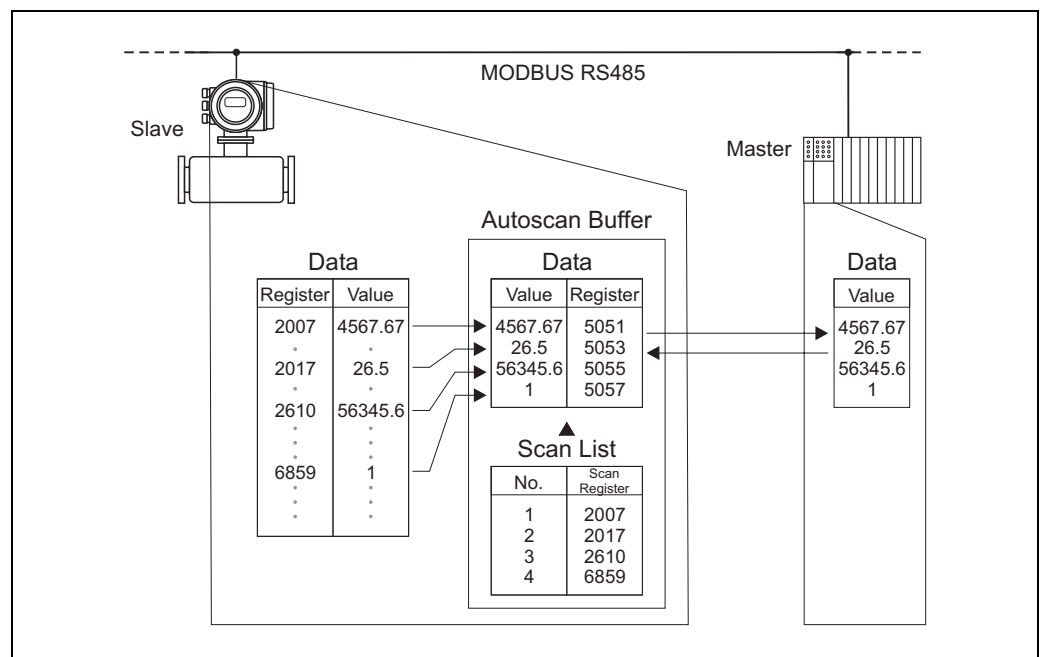 MODBUS RS485
Slave
Master
Autoscan Buffer
Data
Register Value
2007 4567.67
2017 26.5
2610 56345.6
6859 1
Data
Value Register
4567.67 5051
26.5 5053
56345.6 5055
1 5057
Scan List
No. Scan Register
1 2007
2 2017
3 2610
4 6859
Data
Value
4567.67
26.5
56345.6
1